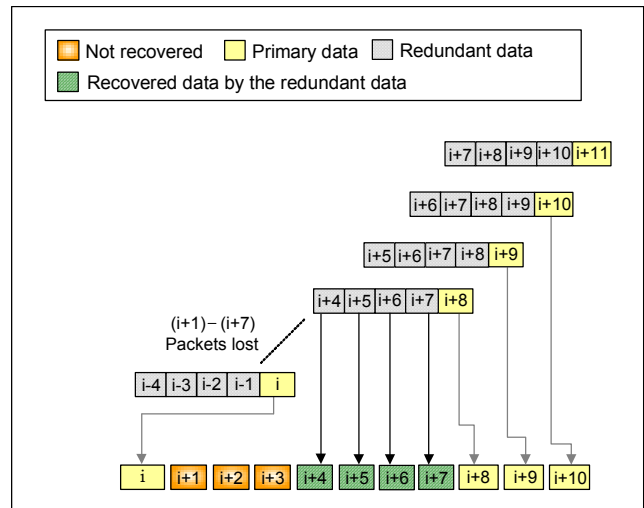 Not recovered Primary data Redundant data
Recovered data by the redundant data
i+7 i+8 i+9 i+10 i+11
i+6 i+7 i+8 i+9 i+10
i+5 i+6 i+7 i+8 i+9
i+4 i+5 i+6 i+7 i+8
(i+1) – (i+7)
Packets lost
i-4 i-3 i-2 i-1 i
i i+1 i+2 i+3 i+4 i+5 i+6 i+7 i+8 i+9 i+10